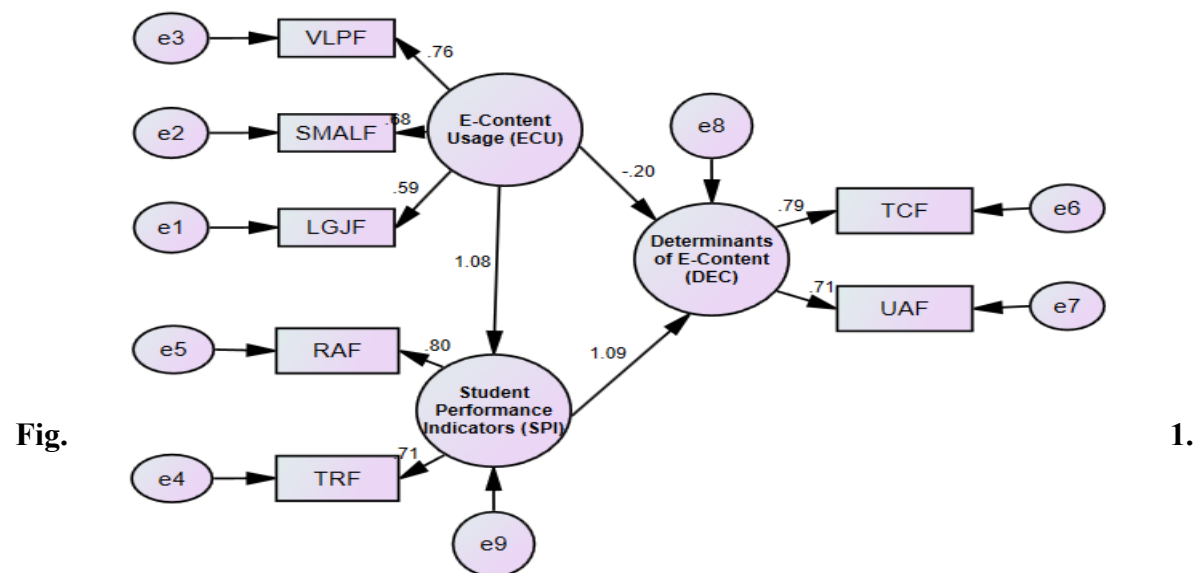 e3
VLPF
.76
e2
SMALF
.68
E-Content
Usage (ECU)
e8
e1
LGJF
.59
-.20
.79
TCF
e6
Determinants
of E-Content
(DEC)
1.08
.71
UAF
e7
e5
RAF
.80
1.09
Student
Performance
Indicators (SPI)
Fig.
1.
e4
TRF
.71
e9